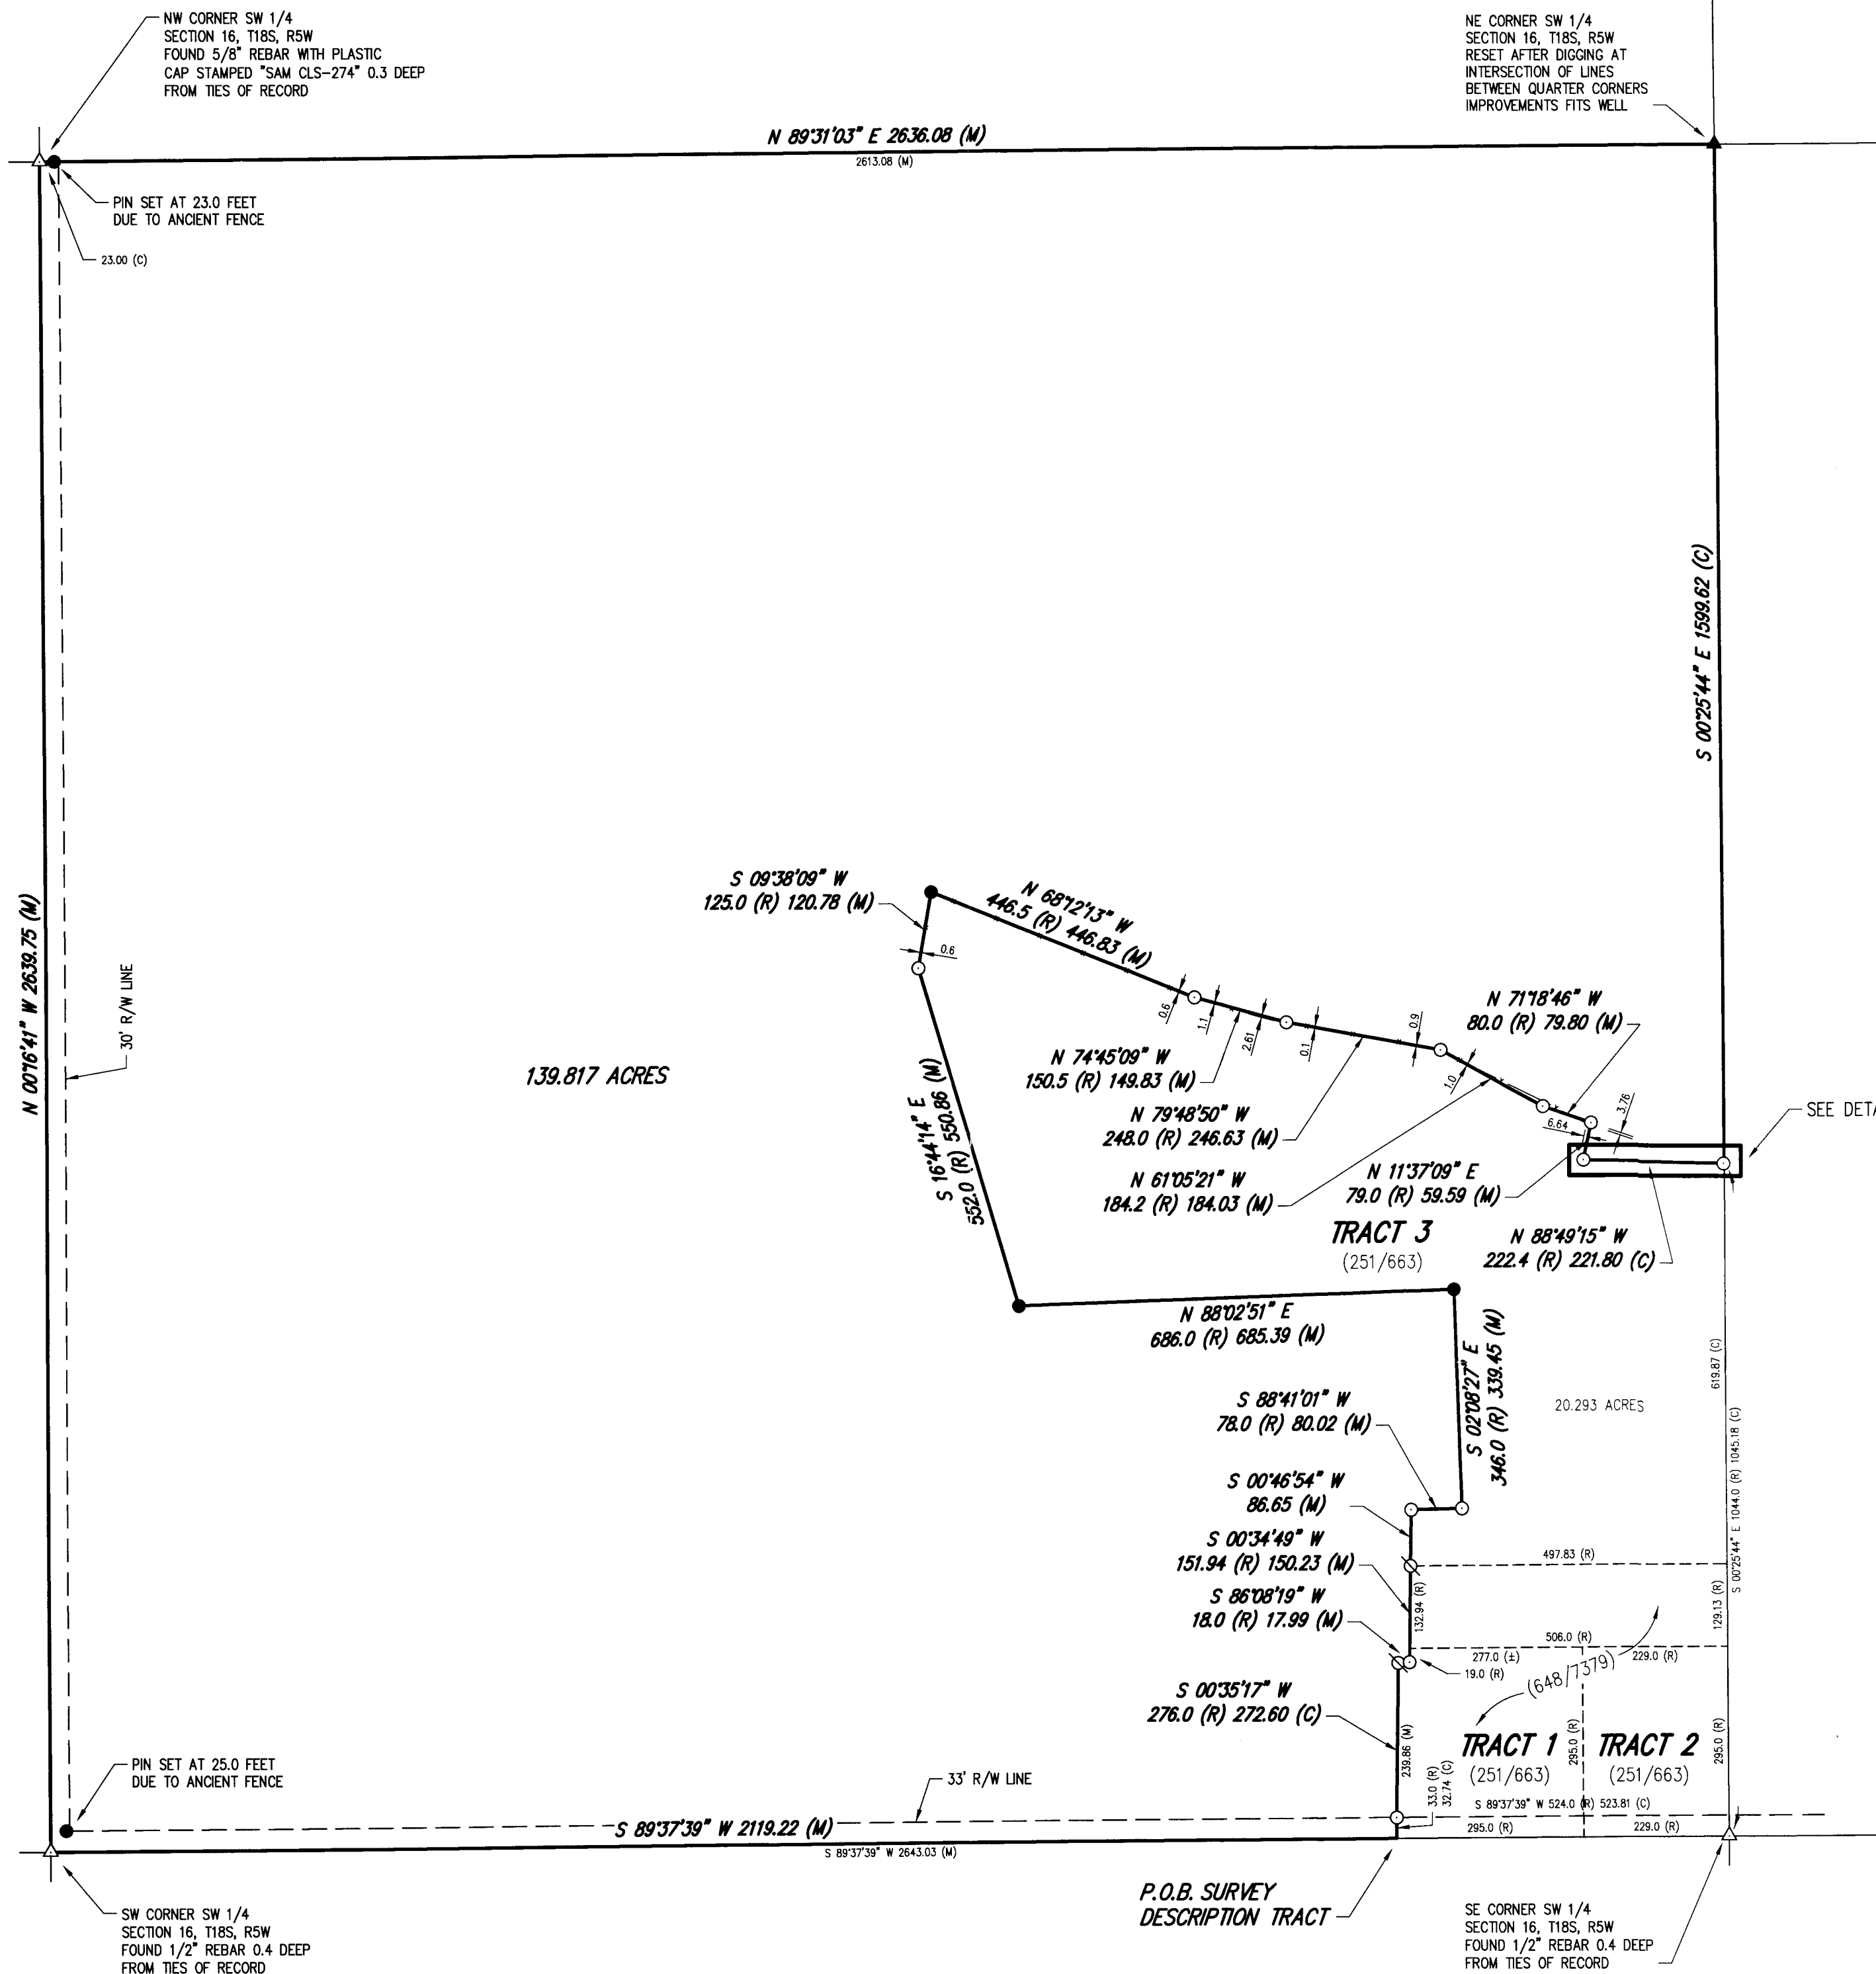 NW CORNER SW 1/4
SECTION 16, T18S, R5W
FOUND 5/8" REBAR WITH PLASTIC
CAP STAMPED "SAM CLS-274" 0.3 DEEP
FROM TIES OF RECORD
NE CORNER SW 1/4
SECTION 16, T18S, R5W
RESET AFTER DIGGING AT
INTERSECTION OF LINES
BETWEEN QUARTER CORNERS
IMPROVEMENTS FITS WELL
N 89°31'03" E 2636.08 (M)
2613.08 (M)
PIN SET AT 23.0 FEET
DUE TO ANCIENT FENCE
23.00 (C)
S 00°25'44" E 1599.62 (C)
N 00°16'41" W 2639.75 (M)
30' R/W LINE
139.817 ACRES
S 09°38'09" W
125.0 (R) 120.78 (M)
0.6
N 68°12'13" W
446.5 (R) 446.83 (M)
0.6
1.1
2.61
0.1
0.9
1.0
N 71°18'46" W
80.0 (R) 79.80 (M)
N 74°45'09" W
150.5 (R) 149.83 (M)
N 79°48'50" W
248.0 (R) 246.63 (M)
N 61°05'21" W
184.2 (R) 184.03 (M)
6.64
3.76
SEE DETA
N 11°37'09" E
79.0 (R) 59.59 (M)
N 88°49'15" W
222.4 (R) 221.80 (C)
S 16°44'14" E
552.0 (R) 550.86 (M)
TRACT 3
(251/663)
N 88°02'51" E
686.0 (R) 685.39 (M)
S 02°08'27" E
346.0 (R) 339.45 (M)
619.87 (C)
20.293 ACRES
S 00°25'44" E 1044.0 (R) 1045.18 (C)
S 88°41'01" W
78.0 (R) 80.02 (M)
S 00°46'54" W
86.65 (M)
S 00°34'49" W
151.94 (R) 150.23 (M)
497.83 (R)
132.94 (R)
129.13 (R)
S 86°08'19" W
18.0 (R) 17.99 (M)
506.0 (R)
277.0 (±)
229.0 (R)
19.0 (R)
(648/7379)
S 00°35'17" W
276.0 (R) 272.60 (C)
239.86 (M)
33.0 (R)
32.74 (C)
TRACT 1
(251/663)
295.0 (R)
TRACT 2
(251/663)
295.0 (R)
S 89°37'39" W 524.0 (R) 523.81 (C)
295.0 (R)
229.0 (R)
PIN SET AT 25.0 FEET
DUE TO ANCIENT FENCE
33' R/W LINE
S 89°37'39" W 2119.22 (M)
S 89°37'39" W 2643.03 (M)
P.O.B. SURVEY
DESCRIPTION TRACT
SW CORNER SW 1/4
SECTION 16, T18S, R5W
FOUND 1/2" REBAR 0.4 DEEP
FROM TIES OF RECORD
SE CORNER SW 1/4
SECTION 16, T18S, R5W
FOUND 1/2" REBAR 0.4 DEEP
FROM TIES OF RECORD